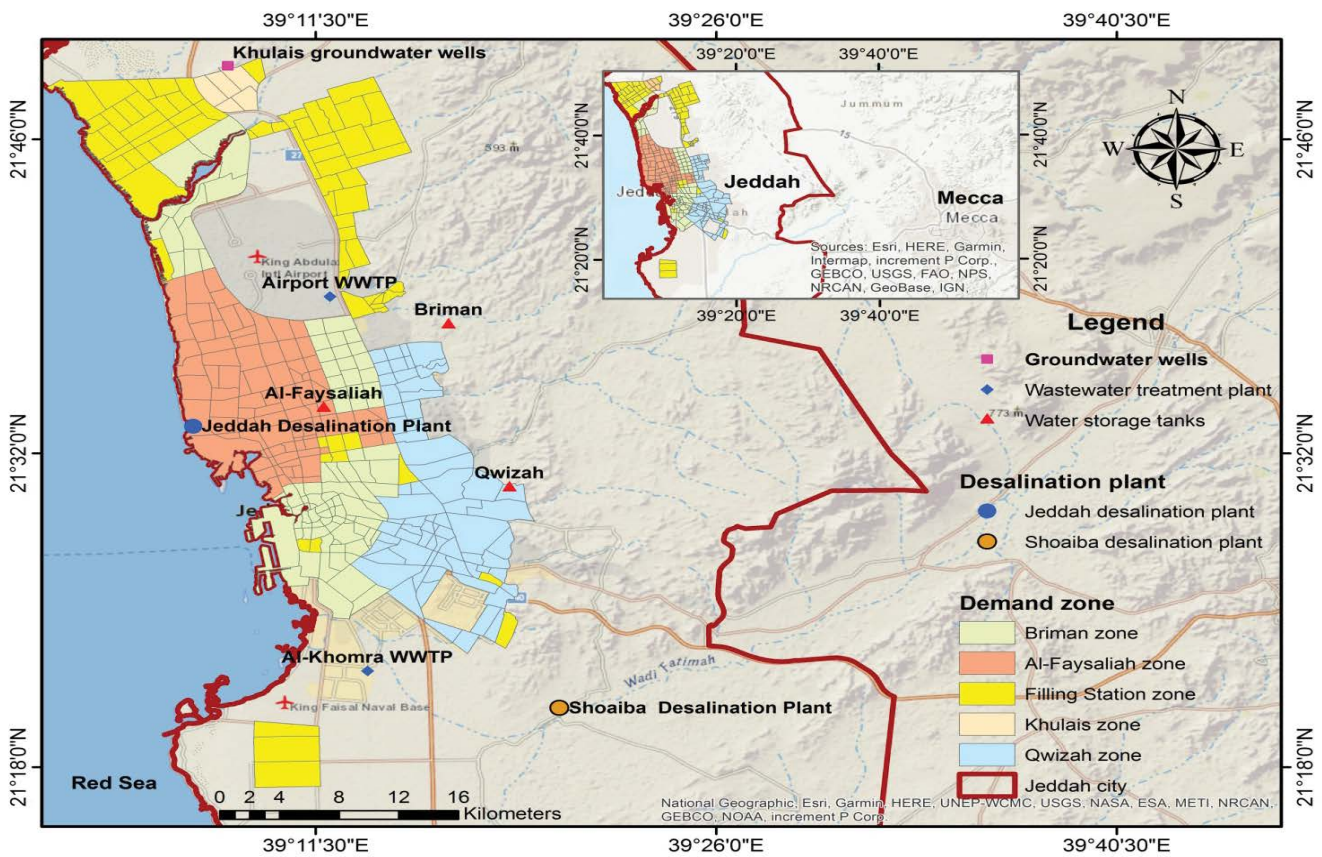 39°11'30"E
39°26'0"E
39°40'30"E
Khulais groundwater wells
39°20'0"E
39°40'0"E
Jummum
15
21°46'0"N
21°40'0"N
21°40'0"N
21°46'0"N
593 m
27
N
W
E
S
Jeddah
Mecca
Mecca
21°20'0"N
21°20'0"N
Sources: Esri, HERE, Garmin,
Intermap, increment P Corp.,
GEBCO, USGS, FAO, NPS,
NRCAN, GeoBase, IGN,
King Abdula
Intl Airport
Airport WWTP
39°20'0"E
39°40'0"E
Briman
Legend
Groundwater wells
Wastewater treatment plant
773 m
Water storage tanks
Al-Faysaliah
Jeddah Desalination Plant
21°32'0"N
21°32'0"N
Qwizah
Desalination plant
Jeddah desalination plant
Shoaiba desalination plant
Je
Demand zone
Briman zone
Al-Faysaliah zone
Filling Station zone
Khulais zone
Qwizah zone
Jeddah city
Al-Khomra WWTP
Wadi Fatimah
King Faisal Naval Base
Shoaiba Desalination Plant
21°18'0"N
21°18'0"N
Red Sea
0 2 4 8 12 16
Kilometers
National Geographic, Esri, Garmin, HERE, UNEP-WCMC, USGS, NASA, ESA, METI, NRCAN,
GEBCO, NOAA, increment P Corp.
39°11'30"E
39°26'0"E
39°40'30"E